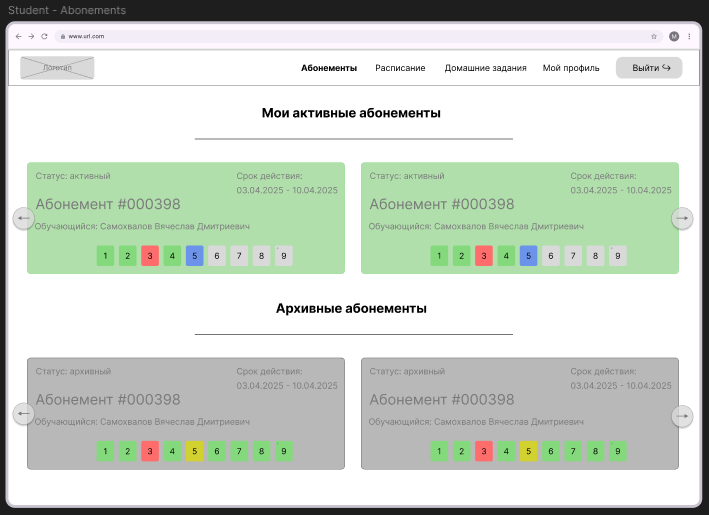 Student - Abonements
www.url.com
M
Логотип
Абонементы Расписание Домашние задания Мой профиль Выйти
Мои активные абонементы
Статус: активный
Срок действия:
03.04.2025 - 10.04.2025
Абонемент #000398
Обучающийся: Самохвалов Вячеслав Дмитриевич
1 2 3 4 5 6 7 8 9
Статус: активный
Срок действия:
03.04.2025 - 10.04.2025
Абонемент #000398
Обучающийся: Самохвалов Вячеслав Дмитриевич
1 2 3 4 5 6 7 8 9
Архивные абонементы
Статус: архивный
Срок действия:
03.04.2025 - 10.04.2025
Абонемент #000398
Обучающийся: Самохвалов Вячеслав Дмитриевич
1 2 3 4 5 6 7 8 9
Статус: архивный
Срок действия:
03.04.2025 - 10.04.2025
Абонемент #000398
Обучающийся: Самохвалов Вячеслав Дмитриевич
1 2 3 4 5 6 7 8 9